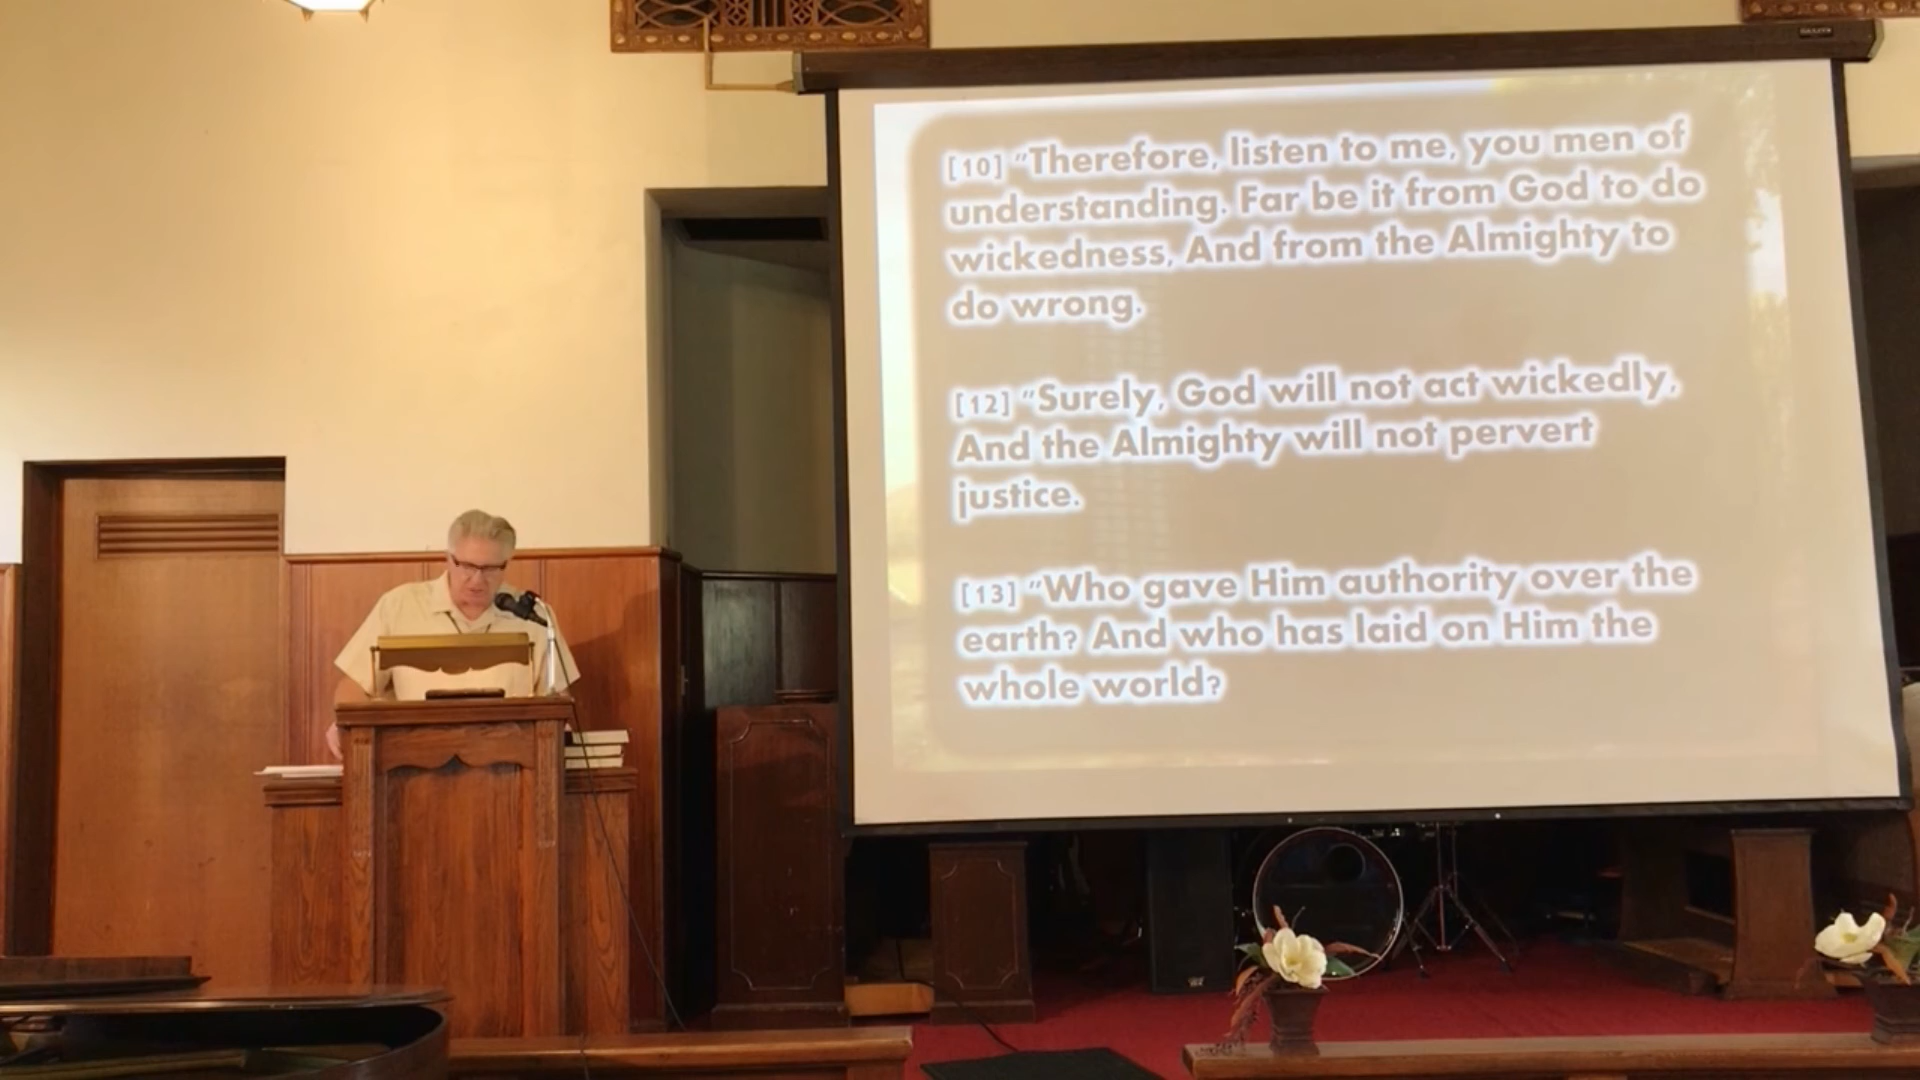 [10] "Therefore, listen to me, you men of
understanding. Far be it from God to do
wickedness, And from the Almighty to
do wrong.
[12] "Surely, God will not act wickedly,
And the Almighty will not pervert
justice.
[13] "Who gave Him authority over the
earth? And who has laid on Him the
whole world?